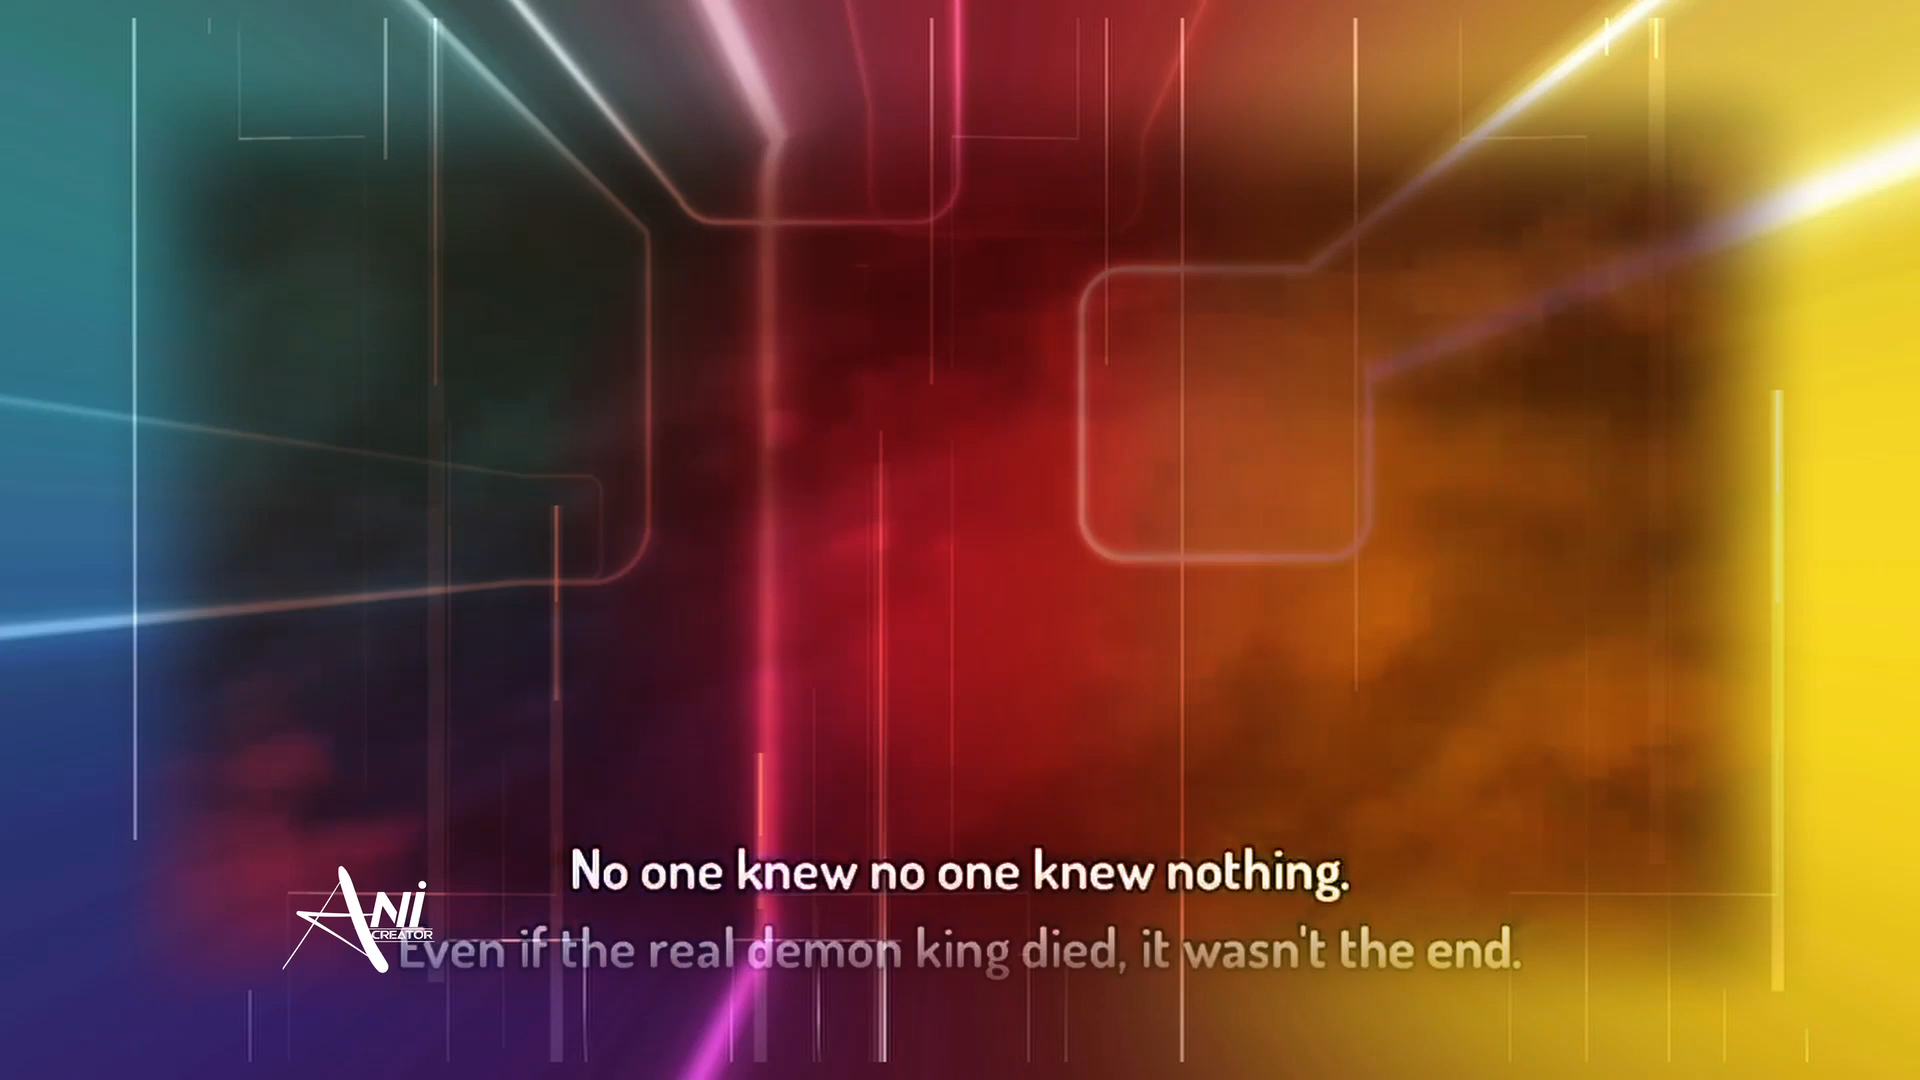 No one knew no one knew nothing.
ANi
CREATOR
Even if the real demon king died, it wasn't the end.